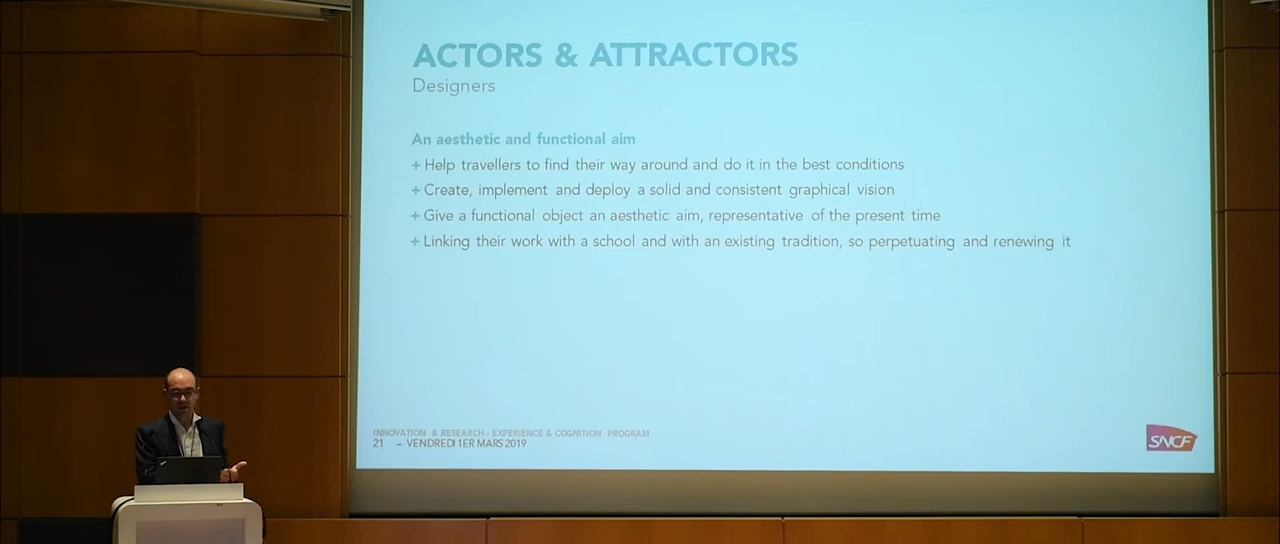 ACTORS & ATTRACTORS
Designers
An aesthetic and functional aim
+ Help travellers to find their way around and do it in the best conditions
+ Create, implement and deploy a solid and consistent graphical vision
+ Give a functional object an aesthetic aim, representative of the present time
+ Linking their work with a school and with an existing tradition, so perpetuating and renewing it
INNOVATION & RESEARCH - EXPERIENCE & COGNITION PROGRAM
21 – VENDREDI 1ER MARS 2019
SNCF